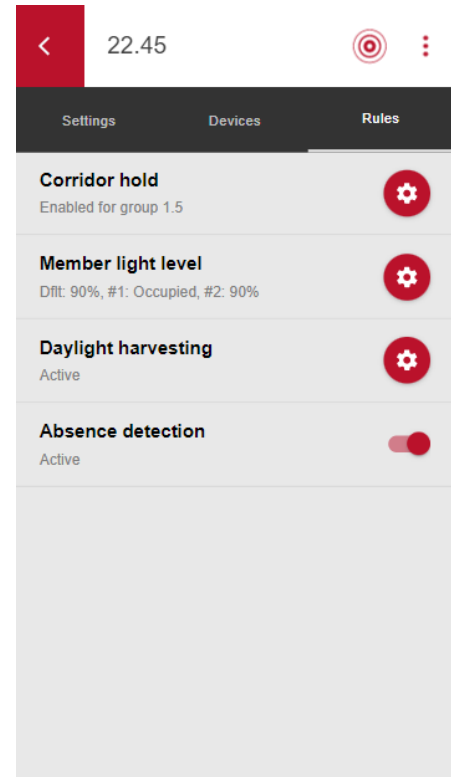 22.45
Settings Devices Rules
Corridor hold
Enabled for group 1.5
Member light level
Dflt: 90%, #1: Occupied, #2: 90%
Daylight harvesting
Active
Absence detection
Active